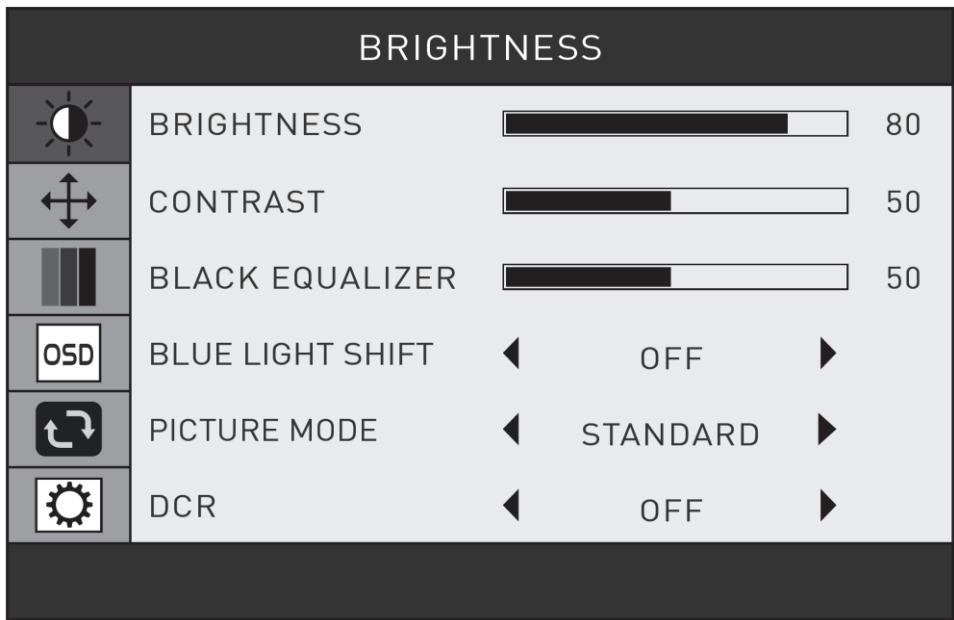 BRIGHTNESS
BRIGHTNESS 80
CONTRAST 50
BLACK EQUALIZER 50
OSD BLUE LIGHT SHIFT OFF
PICTURE MODE STANDARD
DCR OFF